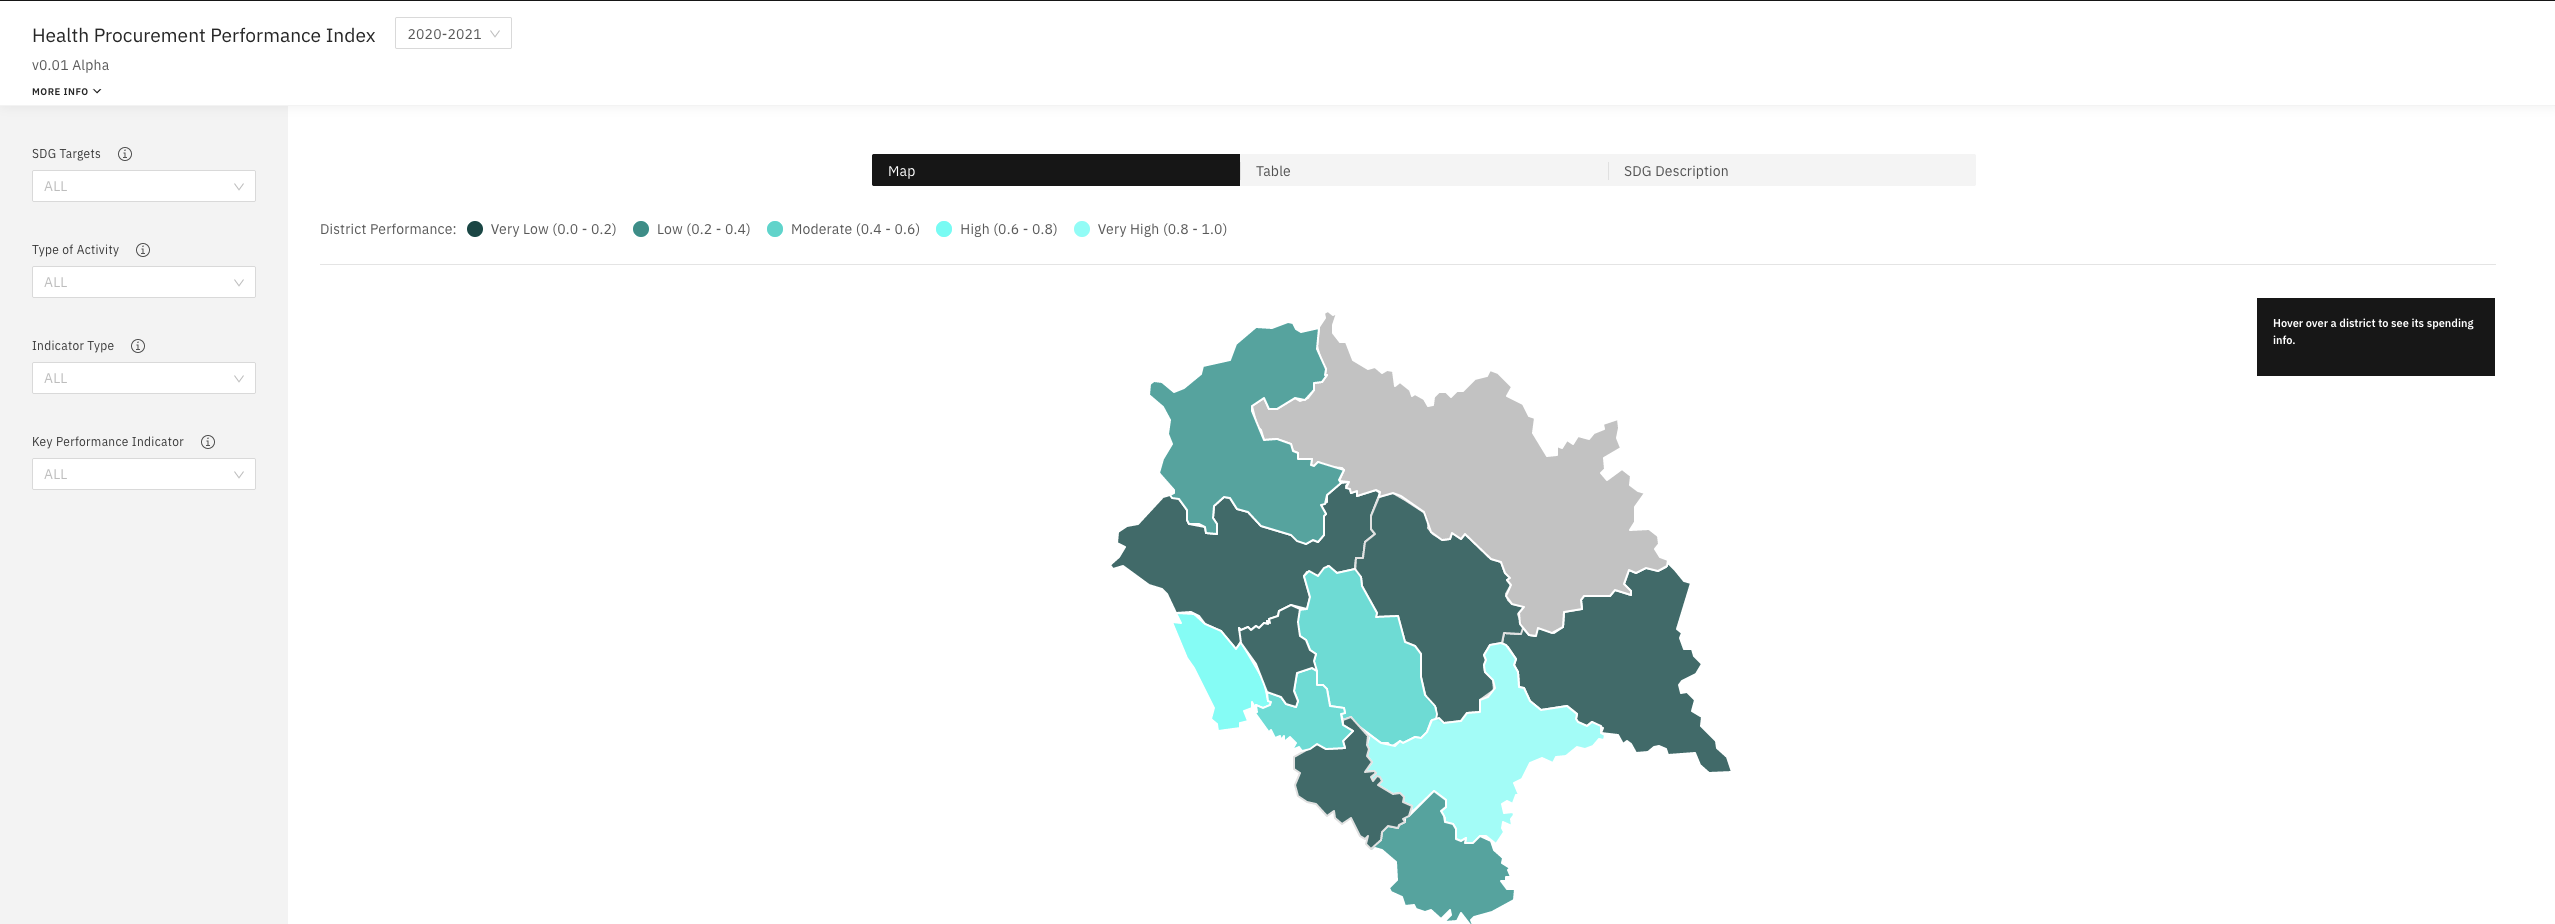 Health Procurement Performance Index
2020-2021
v0.01 Alpha
MORE INFO
SDG Targets
ALL
Type of Activity
ALL
Indicator Type
ALL
Key Performance Indicator
ALL
Map
Table
SDG Description
District Performance: Very Low (0.0 - 0.2) Low (0.2 - 0.4) Moderate (0.4 - 0.6) High (0.6 - 0.8) Very High (0.8 - 1.0)
Hover over a district to see its spending
info.